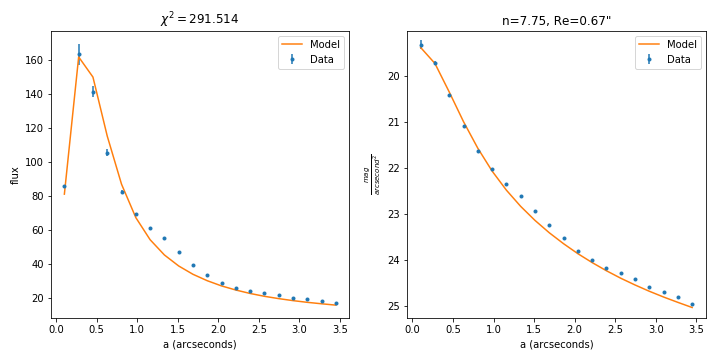 χ² = 291.514
Model
Data
flux
160
140
120
100
80
60
40
20
0.0 0.5 1.0 1.5 2.0 2.5 3.0 3.5
a (arcseconds)
n=7.75, Re=0.67"
Model
Data
mag
arcsecond²
20
21
22
23
24
25
0.0 0.5 1.0 1.5 2.0 2.5 3.0 3.5
a (arcseconds)